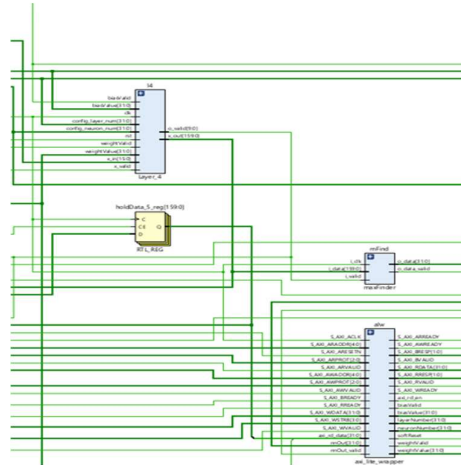 l4
biasValid
biasValue[31:0]
clk
config_layer_num[31:0]
config_neuron_num[31:0]
rst
weightValid
weightValue[31:0]
x_in[15:0]
x_valid
o_valid[9:0]
x_out[159:0]
Layer_4
holdData_5_reg[159:0]
C
CE
D
Q
RTL_REG
mFind
i_clk
i_data[159:0]
i_valid
o_data[31:0]
o_data_valid
maxFinder
alw
S_AXI_ACLK
S_AXI_ARADDR[4:0]
S_AXI_ARESETN
S_AXI_ARPROT[2:0]
S_AXI_ARVALID
S_AXI_AWADDR[4:0]
S_AXI_AWPROT[2:0]
S_AXI_AWVALID
S_AXI_BREADY
S_AXI_RREADY
S_AXI_WDATA[31:0]
S_AXI_WSTRB[3:0]
S_AXI_WVALID
axi_rd_data[31:0]
nnOut[31:0]
nnOut_valid
S_AXI_ARREADY
S_AXI_AWREADY
S_AXI_BRESP[1:0]
S_AXI_BVALID
S_AXI_RDATA[31:0]
S_AXI_RRESP[1:0]
S_AXI_RVALID
S_AXI_WREADY
axi_rd_en
biasValid
biasValue[31:0]
layerNumber[31:0]
neuronNumber[31:0]
softReset
weightValid
weightValue[31:0]
axi_lite_wrapper